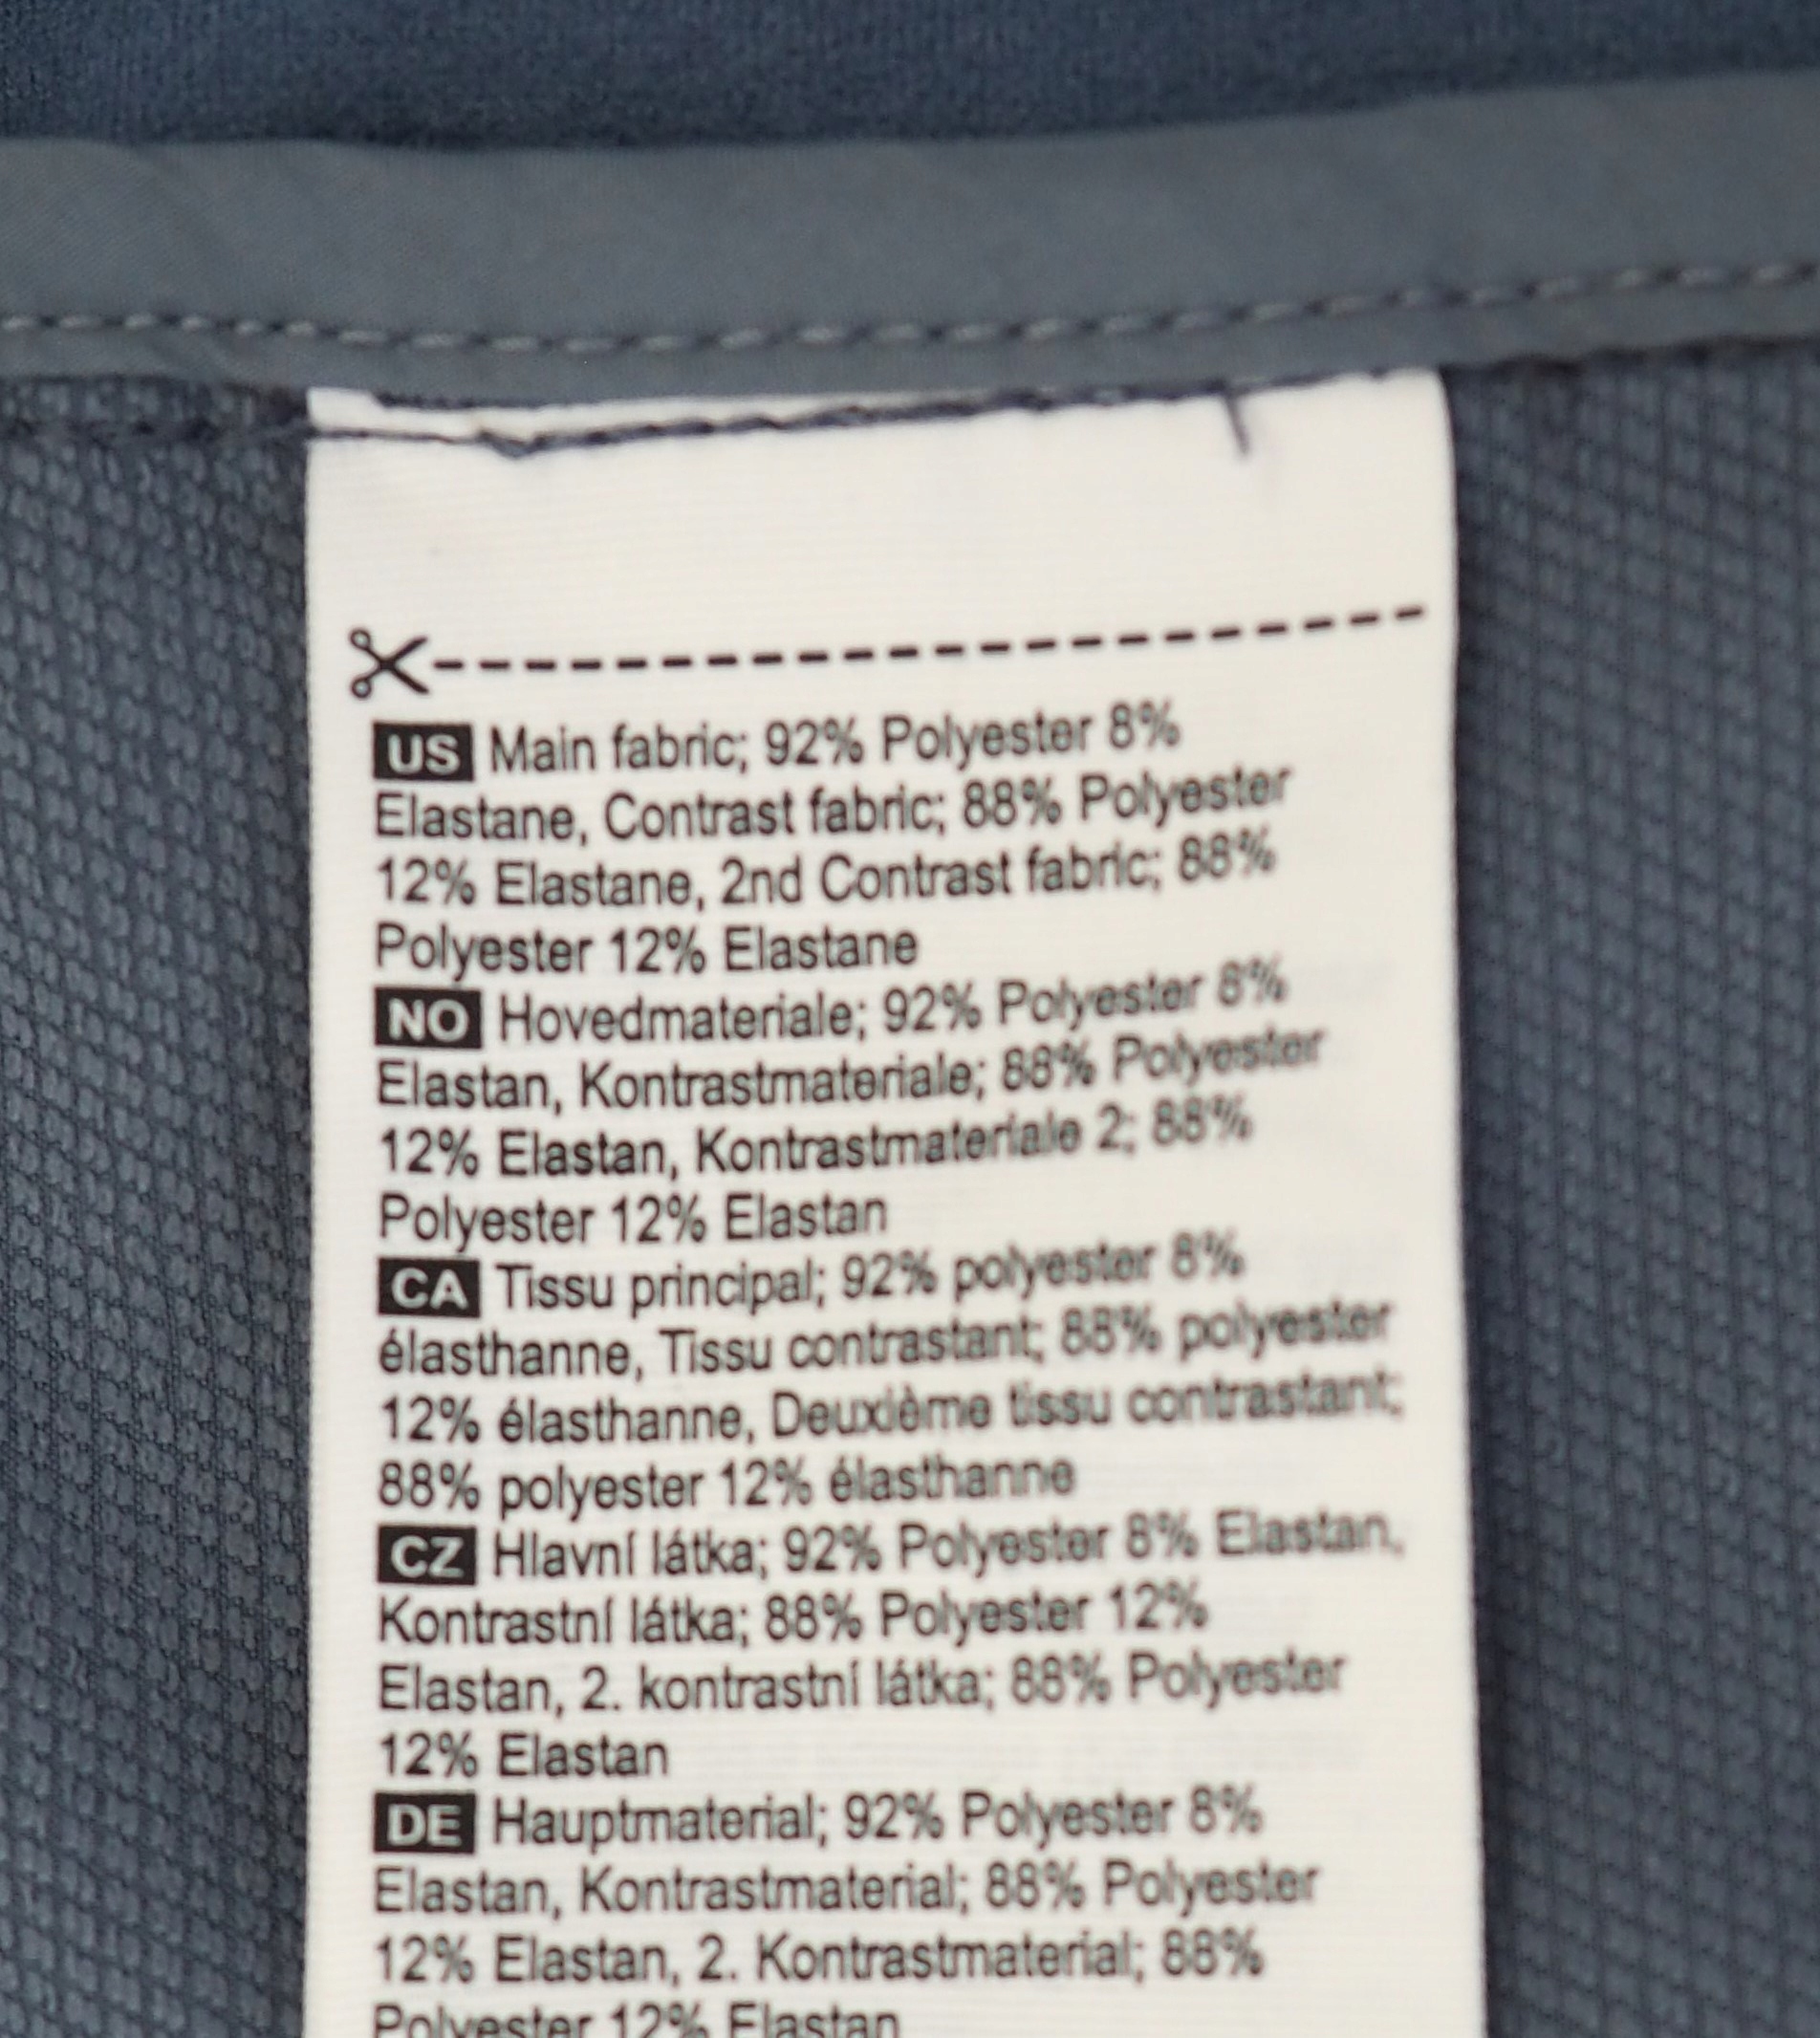 US Main fabric; 92% Polyester 8%
Elastane, Contrast fabric; 88% Polyester
12% Elastane, 2nd Contrast fabric; 88%
Polyester 12% Elastane
NO Hovedmateriale; 92% Polyester 8%
Elastan, Kontrastmateriale; 88% Polyester
12% Elastan, Kontrastmateriale 2; 88%
Polyester 12% Elastan
CA Tissu principal; 92% polyester 8%
élasthanne, Tissu contrastant; 88% polyester
12% élasthanne, Deuxième tissu contrastant;
88% polyester 12% élasthanne
CZ Hlavní látka; 92% Polyester 8% Elastan,
Kontrastní látka; 88% Polyester 12%
Elastan, 2. kontrastní látka; 88% Polyester
12% Elastan
DE Hauptmaterial; 92% Polyester 8%
Elastan, Kontrastmaterial; 88% Polyester
12% Elastan, 2. Kontrastmaterial; 88%
Polyester 12% Elastan